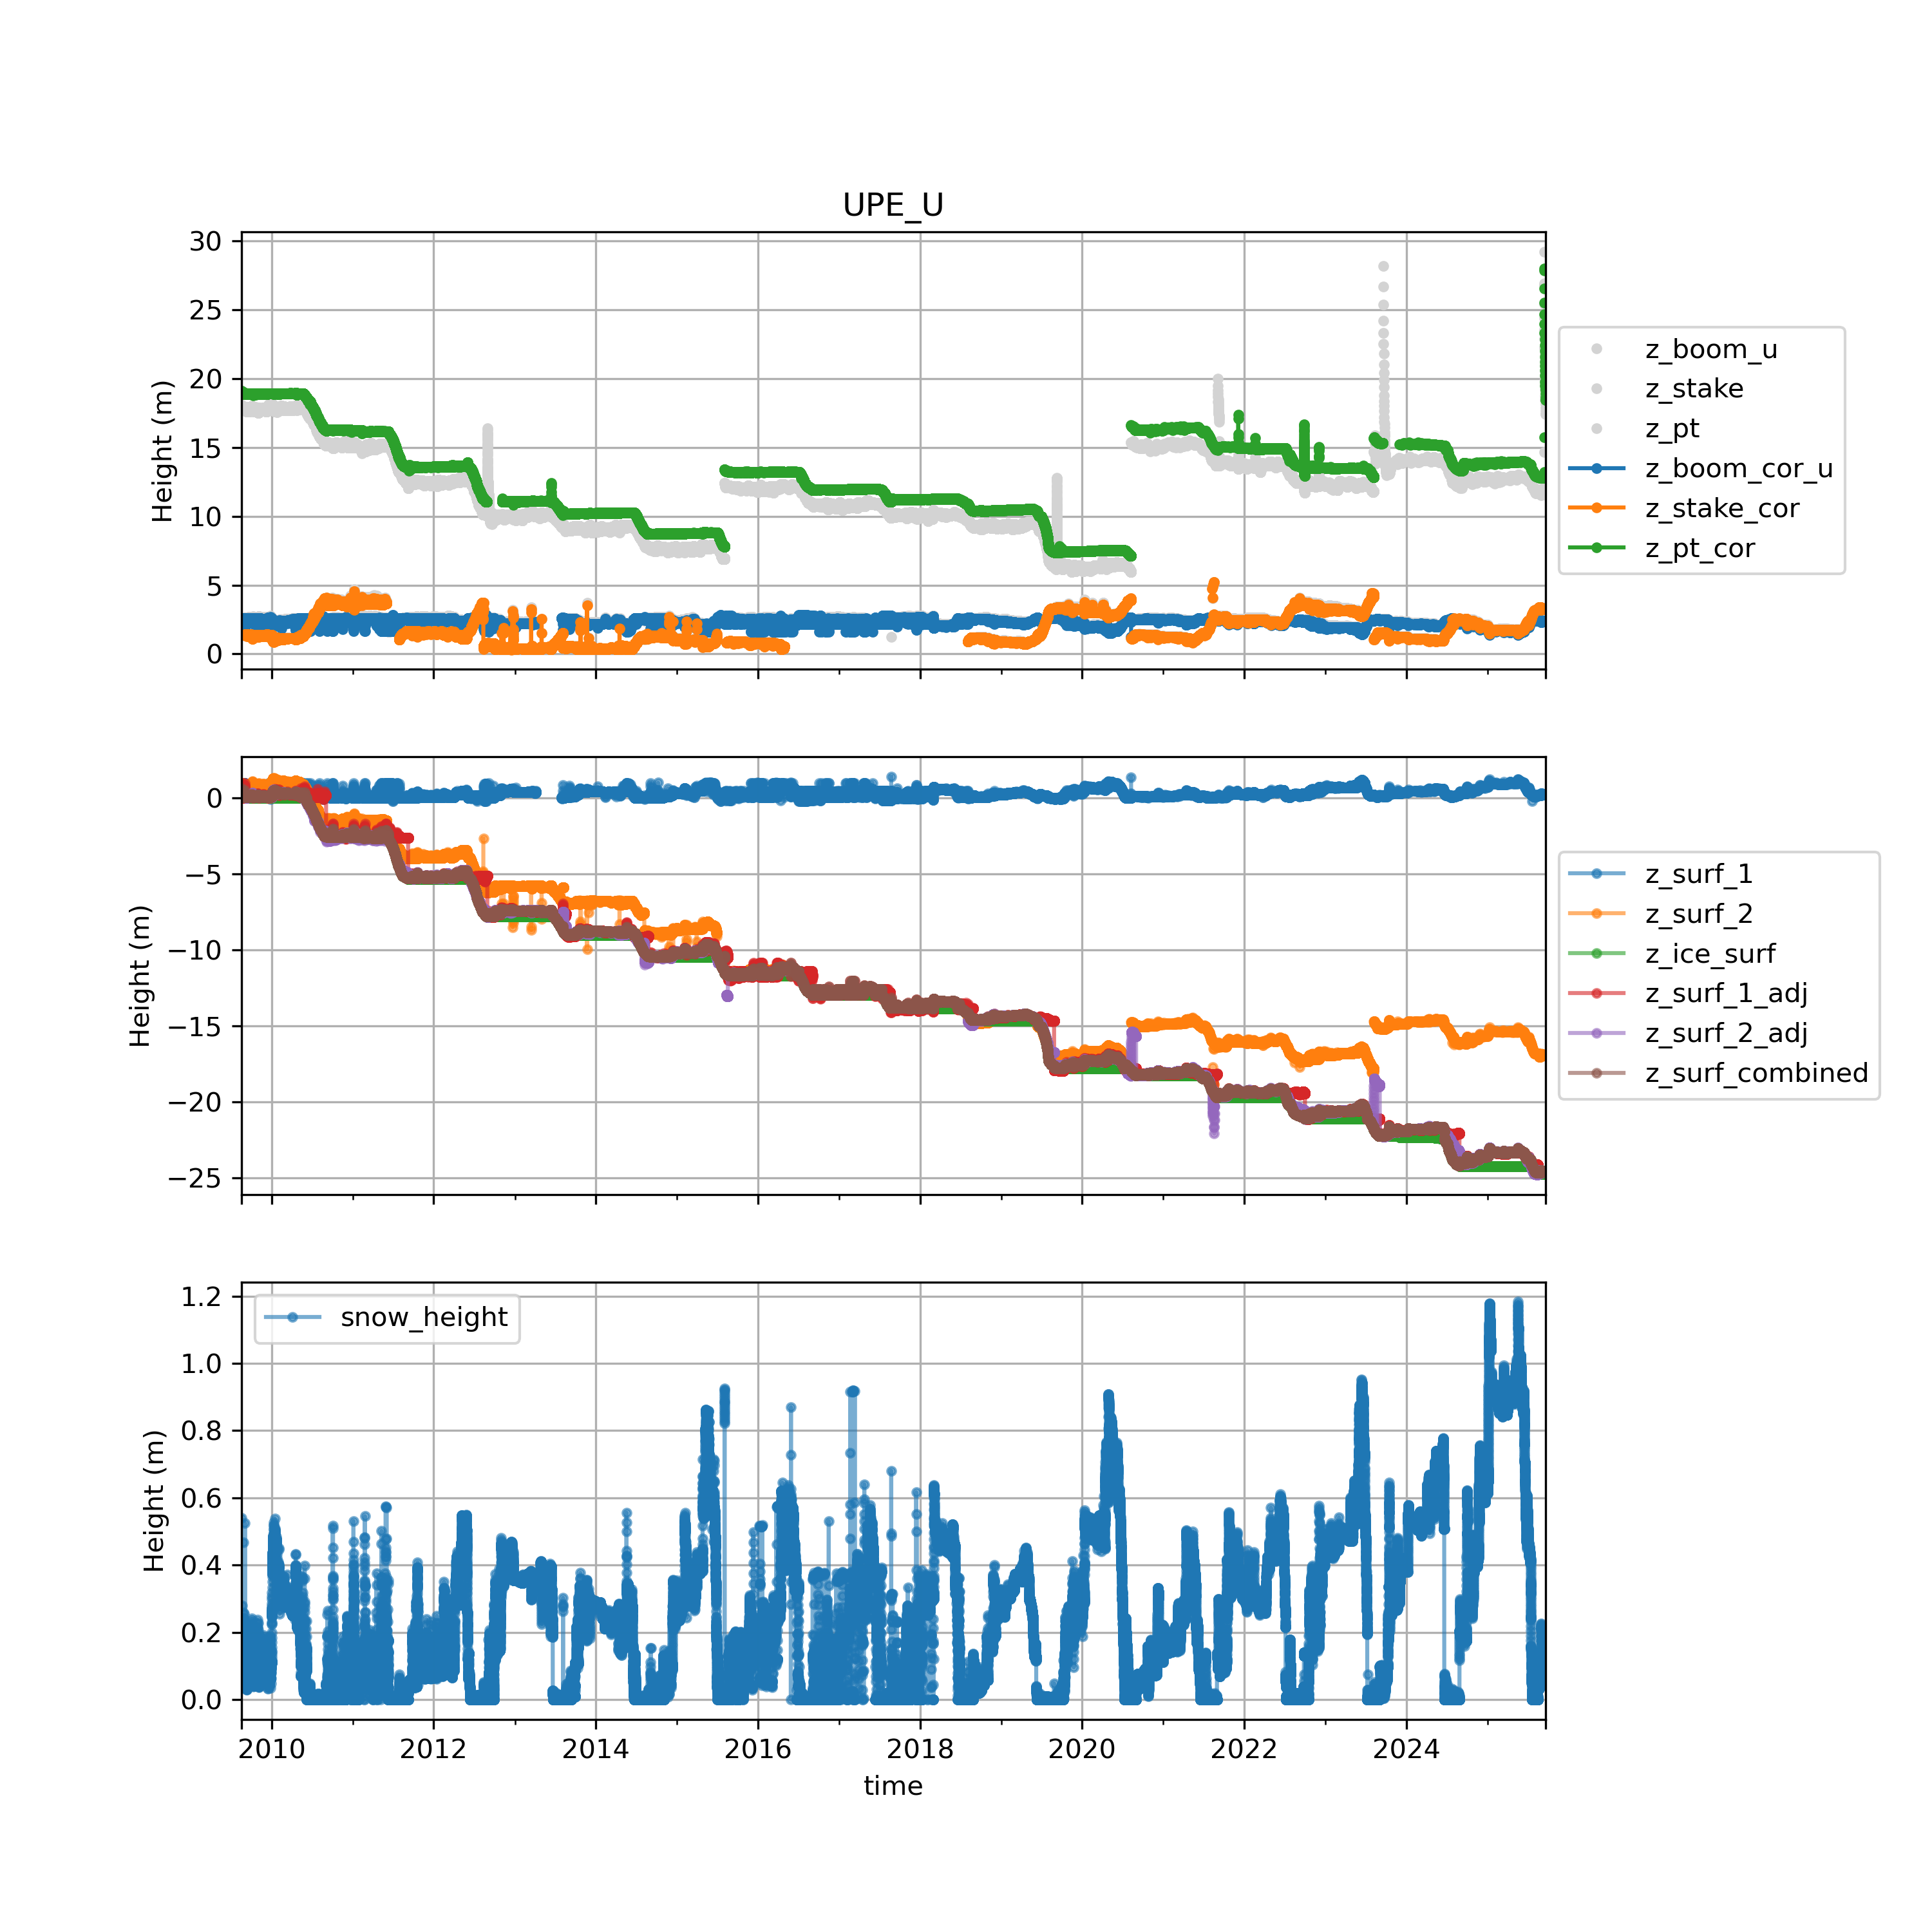 UPE_U
30
25
20
15
10
5
0
Height (m)
z_boom_u
z_stake
z_pt
z_boom_cor_u
z_stake_cor
z_pt_cor
0
−5
−10
−15
−20
−25
Height (m)
z_surf_1
z_surf_2
z_ice_surf
z_surf_1_adj
z_surf_2_adj
z_surf_combined
1.2
1.0
0.8
0.6
0.4
0.2
0.0
Height (m)
snow_height
2010 2012 2014 2016 2018 2020 2022 2024
time